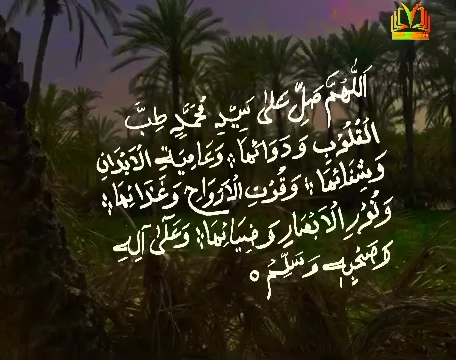 اَللّٰهُمَّ صَلِّ عَلٰى سَيِّدِ مُحَمَّدٍ طِبِّ
الْقُلُوْبِ وَدَوَائِهَا؛ وَعَافِيَةِ الْاَبْدَانِ
وَشِفَائِهَا؛ وَقُوْتِ الْاَرْوَاحِ وَغِذَائِهَا؛
وَنُوْرِ الْاَبْصَارِ وَضِيَائِهَا؛ وَعَلٰى اٰلِهٖ
وَصَحْبِهٖ وَسَلِّمْ ۝